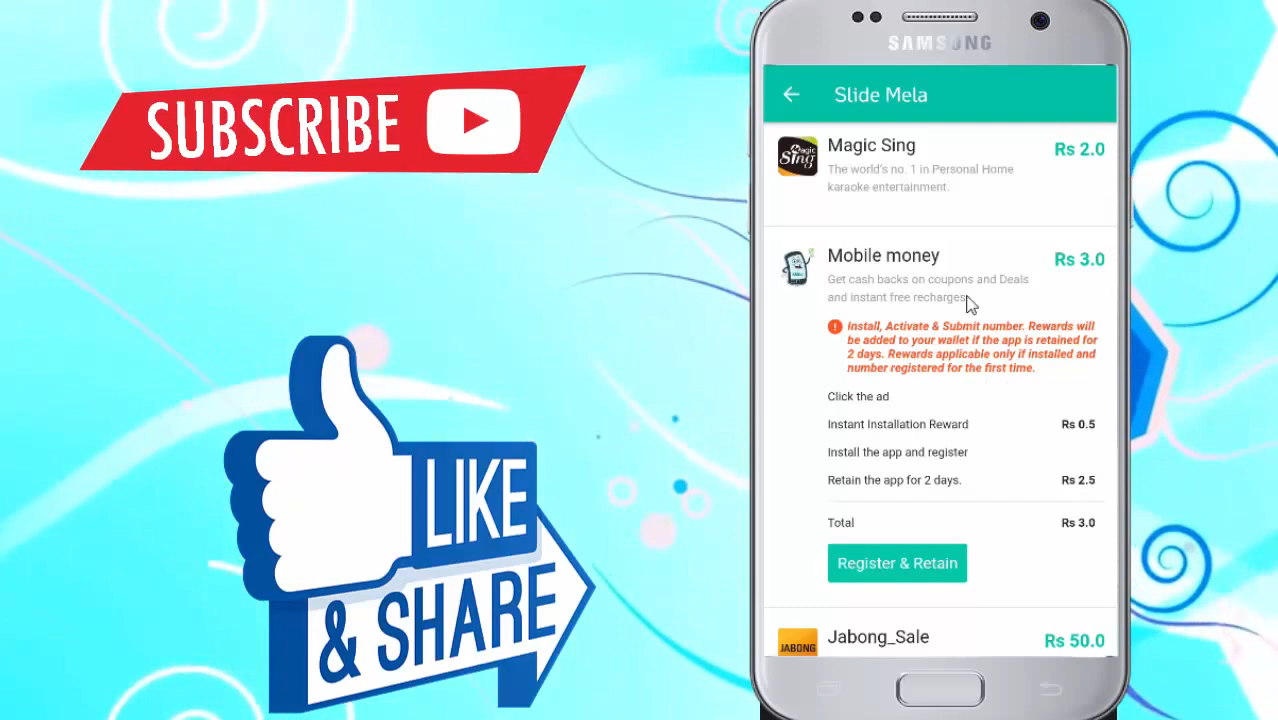 SUBSCRIBE
LIKE
& SHARE
SAMSUNG
Slide Mela
Magic Sing
Magic Sing
Rs 2.0
The world's no. 1 in Personal Home
karaoke entertainment.
Mobile money
Rs 3.0
Get cash backs on coupons and Deals
and instant free recharges.
Install, Activate & Submit number. Rewards will
be added to your wallet if the app is retained for
2 days. Rewards applicable only if installed and
number registered for the first time.
Click the ad
Instant Installation Reward Rs 0.5
Install the app and register
Retain the app for 2 days. Rs 2.5
Total Rs 3.0
Register & Retain
JABONG
Jabong_Sale
Rs 50.0